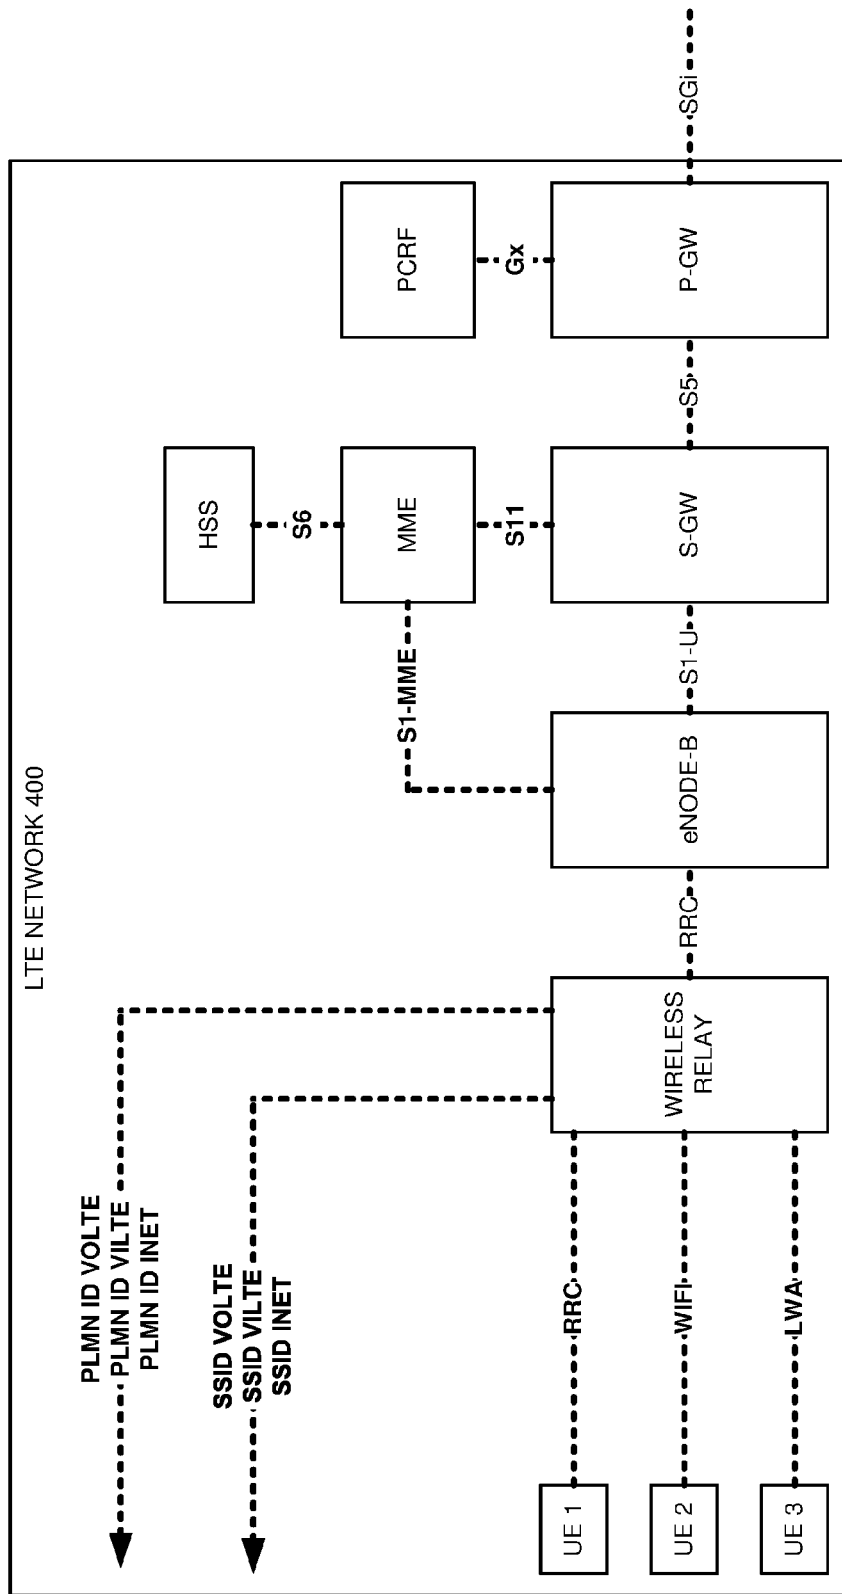 LTE NETWORK 400
PLMN ID VOLTE
PLMN ID VILTE
PLMN ID INET
SSID VOLTE
SSID VILTE
SSID INET
HSS
S6
MME
S1-MME
S11
PCRF
Gx
UE 1
RRC
UE 2
WIFI
UE 3
LWA
WIRELESS
RELAY
RRC
eNODE-B
S1-U
S-GW
S5
P-GW
SGi